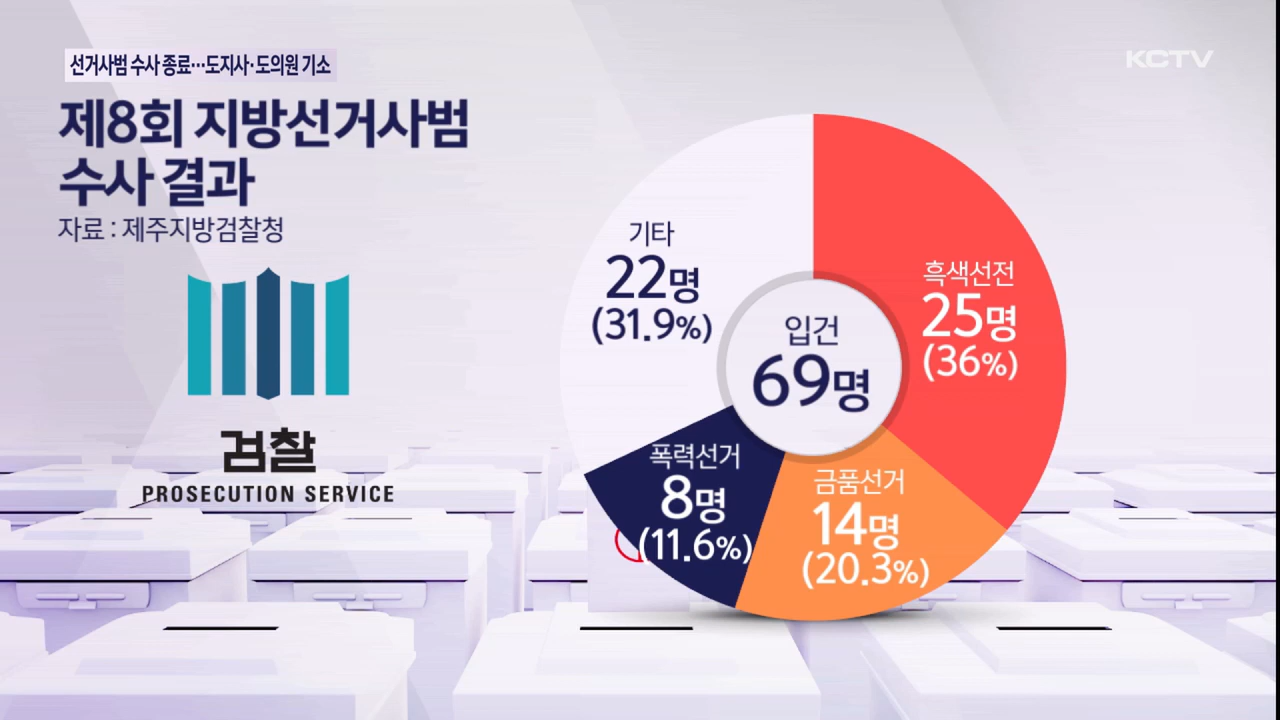 선거사범 수사 종료…도지사·도의원 기소
KCTV
제8회 지방선거사범
수사 결과
자료 : 제주지방검찰청
검찰
PROSECUTION SERVICE
기타
22명
(31.9%)
흑색선전
25명
(36%)
입건
69명
폭력선거
8명
(11.6%)
금품선거
14명
(20.3%)